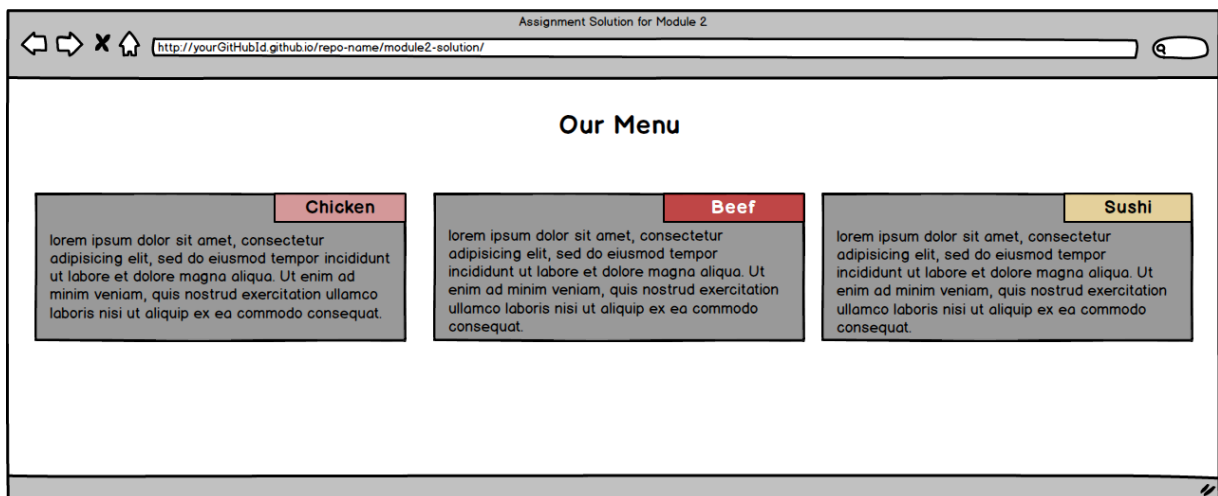 Assignment Solution for Module 2
http://yourGitHubId.github.io/repo-name/module2-solution/
Our Menu
Chicken
lorem ipsum dolor sit amet, consectetur
adipisicing elit, sed do eiusmod tempor incididunt
ut labore et dolore magna aliqua. Ut enim ad
minim veniam, quis nostrud exercitation ullamco
laboris nisi ut aliquip ex ea commodo consequat.
Beef
lorem ipsum dolor sit amet, consectetur
adipisicing elit, sed do eiusmod tempor
incididunt ut labore et dolore magna aliqua. Ut
enim ad minim veniam, quis nostrud exercitation
ullamco laboris nisi ut aliquip ex ea commodo
consequat.
Sushi
lorem ipsum dolor sit amet, consectetur
adipisicing elit, sed do eiusmod tempor
incididunt ut labore et dolore magna aliqua. Ut
enim ad minim veniam, quis nostrud exercitation
ullamco laboris nisi ut aliquip ex ea commodo
consequat.